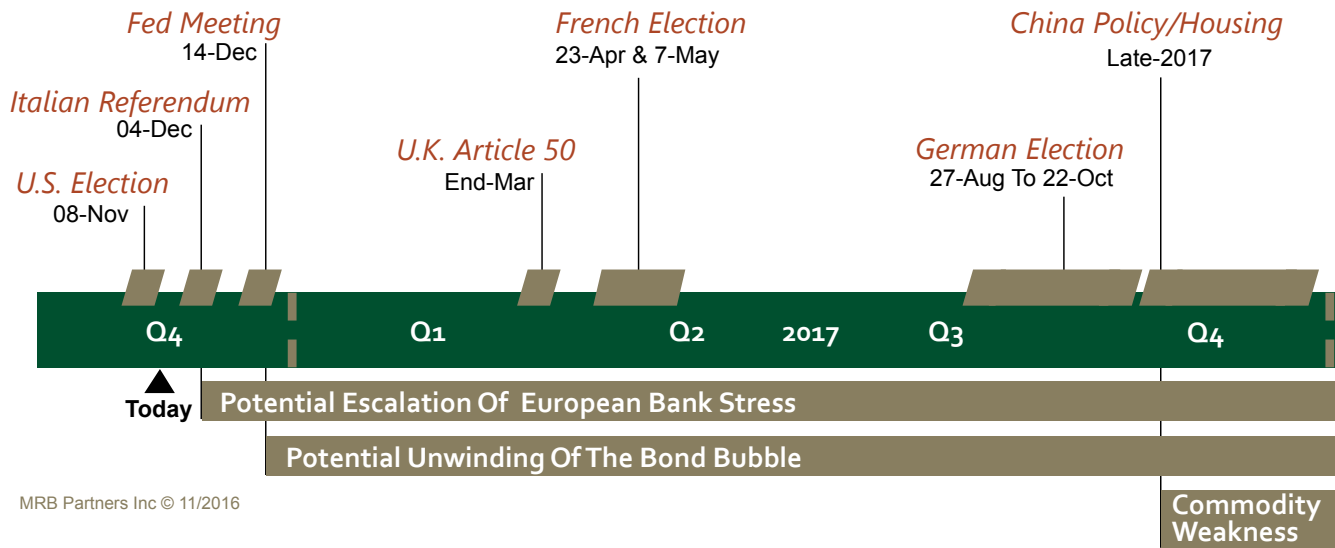 Fed Meeting
14-Dec
French Election
23-Apr & 7-May
China Policy/Housing
Late-2017
Italian Referendum
04-Dec
U.K. Article 50
End-Mar
German Election
27-Aug To 22-Oct
U.S. Election
08-Nov
Q4
Q1
Q2
2017
Q3
Q4
Today
Potential Escalation Of European Bank Stress
Potential Unwinding Of The Bond Bubble
MRB Partners Inc © 11/2016
Commodity
Weakness